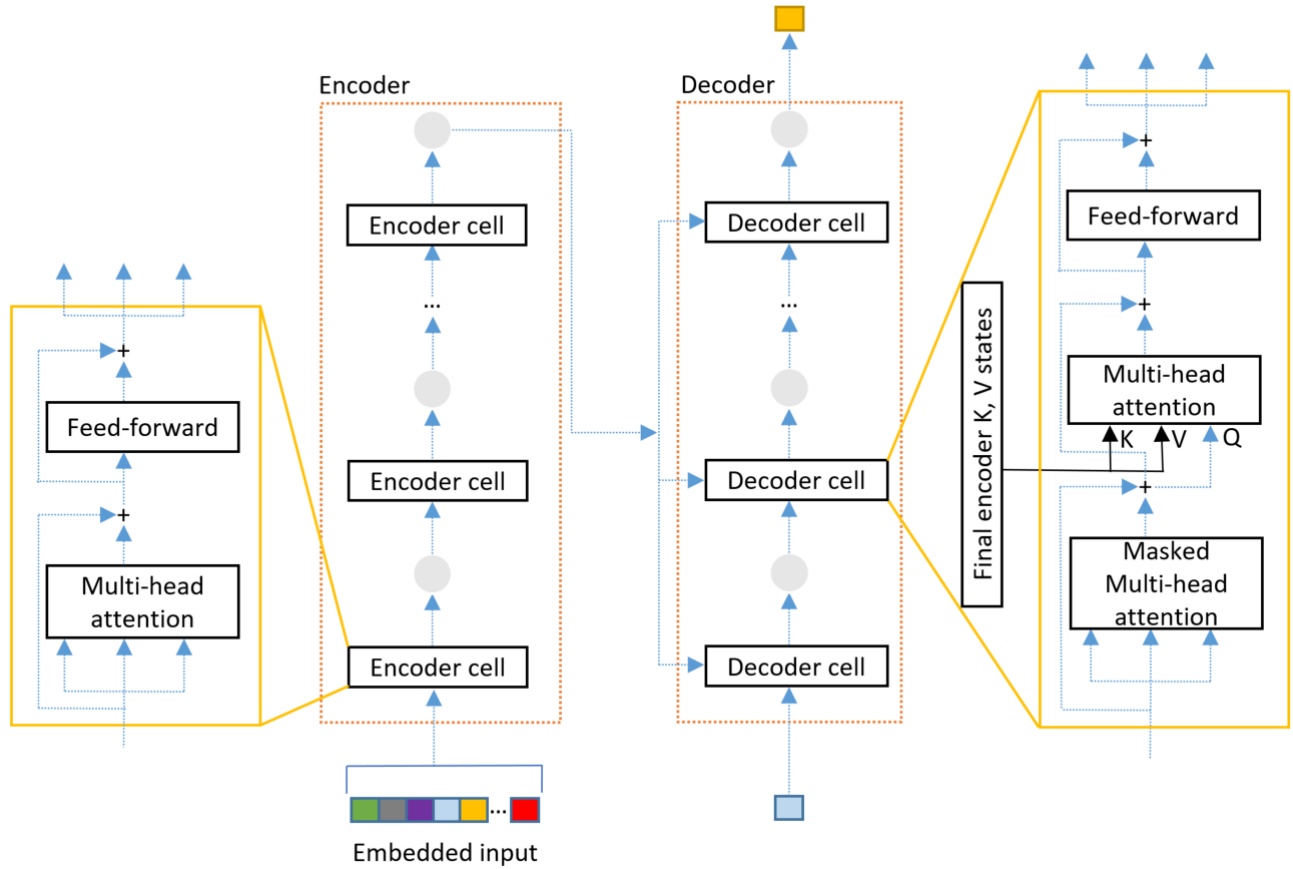 Encoder
Encoder cell
...
Encoder cell
Encoder cell
Embedded input
...
+
Feed-forward
+
Multi-head
attention
Decoder
Decoder cell
...
Decoder cell
Decoder cell
Final encoder K, V states
+
Feed-forward
+
Multi-head
attention
K
V
Q
+
Masked
Multi-head
attention